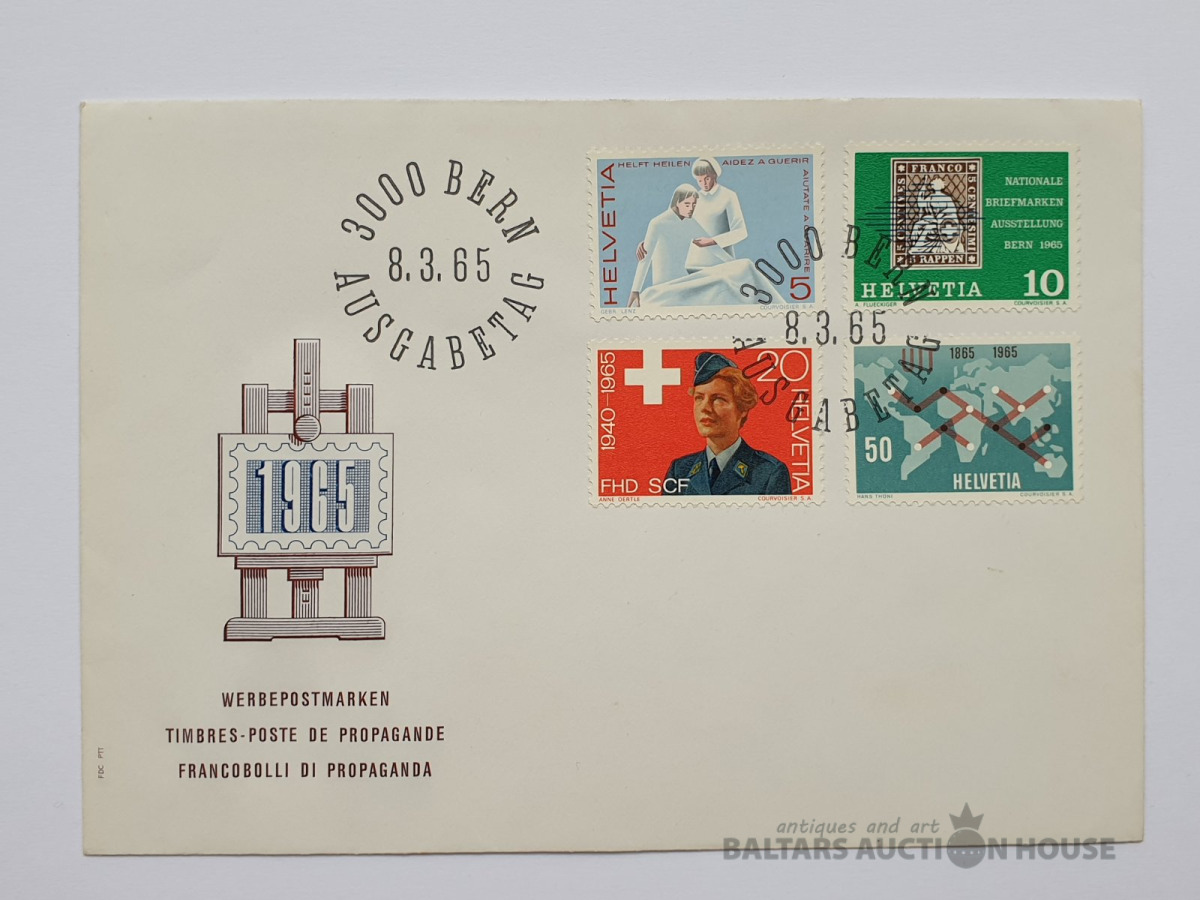 3000 BERN
8.3.65
AUSGABETAG
HELVETIA
HELFT HEILEN AIDEZ A GUERIR
AIUTATE A GUARIRE
5
GEBR. LENZ COURVOISIER S.A.
FRANCO
5 CENTESIMI
5 RAPPEN
NATIONALE
BRIEFMARKEN
AUSSTELLUNG
BERN 1965
HELVETIA 10
A. FLUECKIGER COURVOISIER S.A.
3000 BERN
8.3.65
AUSGABETAG
1940-1965
20 HELVETIA
FHD SCF
ANNE OERTLE COURVOISIER S.A.
1865 1965
50
HELVETIA
HANS THÖNI COURVOISIER S.A.
1965
WERBEPOSTMARKEN
TIMBRES-POSTE DE PROPAGANDE
FRANCOBOLLI DI PROPAGANDA
FDC PTT
antiques and art
BALTARS AUCTION HOUSE